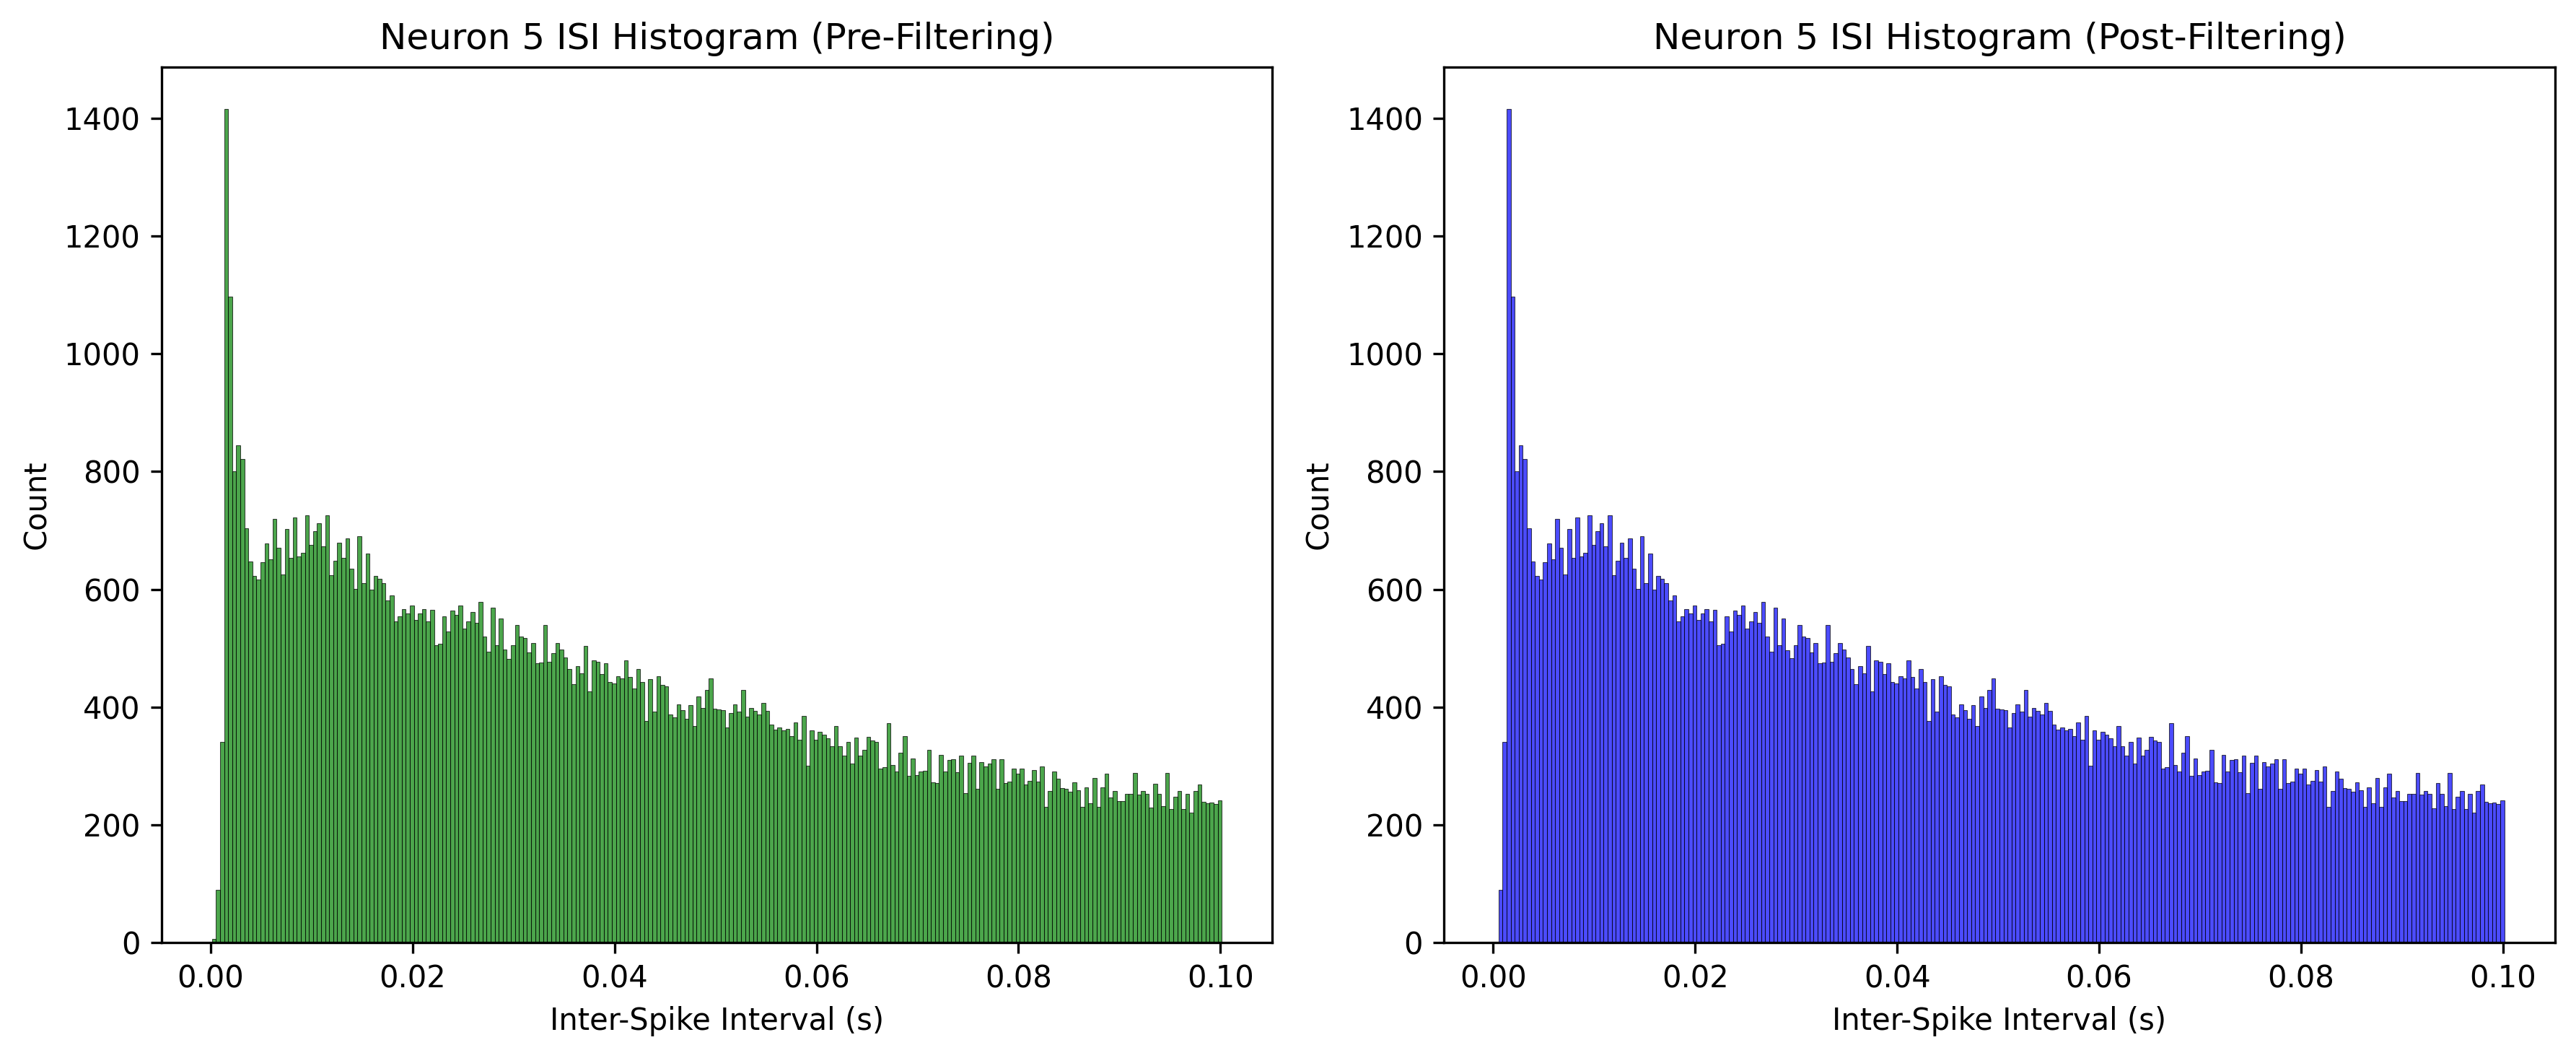 Neuron 5 ISI Histogram (Pre-Filtering)
1400
1200
1000
800
600
400
200
0
Count
0.00 0.02 0.04 0.06 0.08 0.10
Inter-Spike Interval (s)
Neuron 5 ISI Histogram (Post-Filtering)
1400
1200
1000
800
600
400
200
0
Count
0.00 0.02 0.04 0.06 0.08 0.10
Inter-Spike Interval (s)